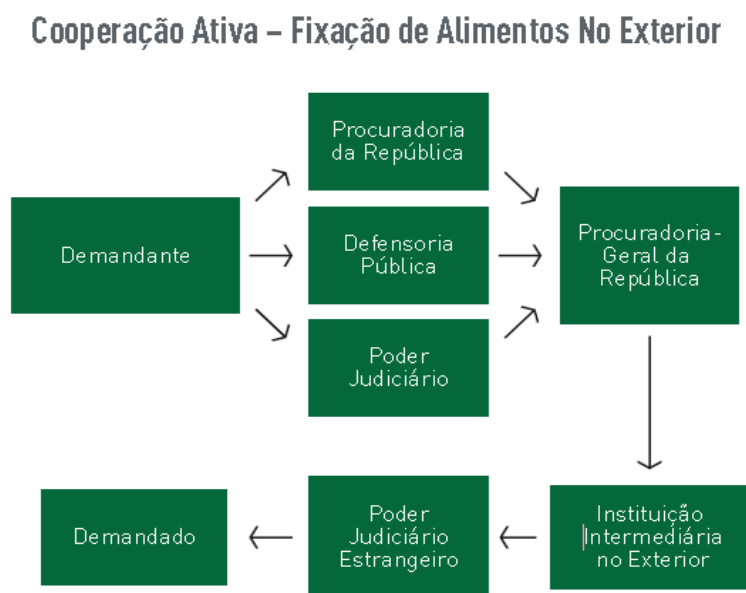 Cooperação Ativa – Fixação de Alimentos No Exterior
Procuradoria
da República
Demandante
Defensoria
Pública
Procuradoria-
Geral da
República
Poder
Judiciário
Demandado
Poder
Judiciário
Estrangeiro
Instituição
Intermediária
no Exterior